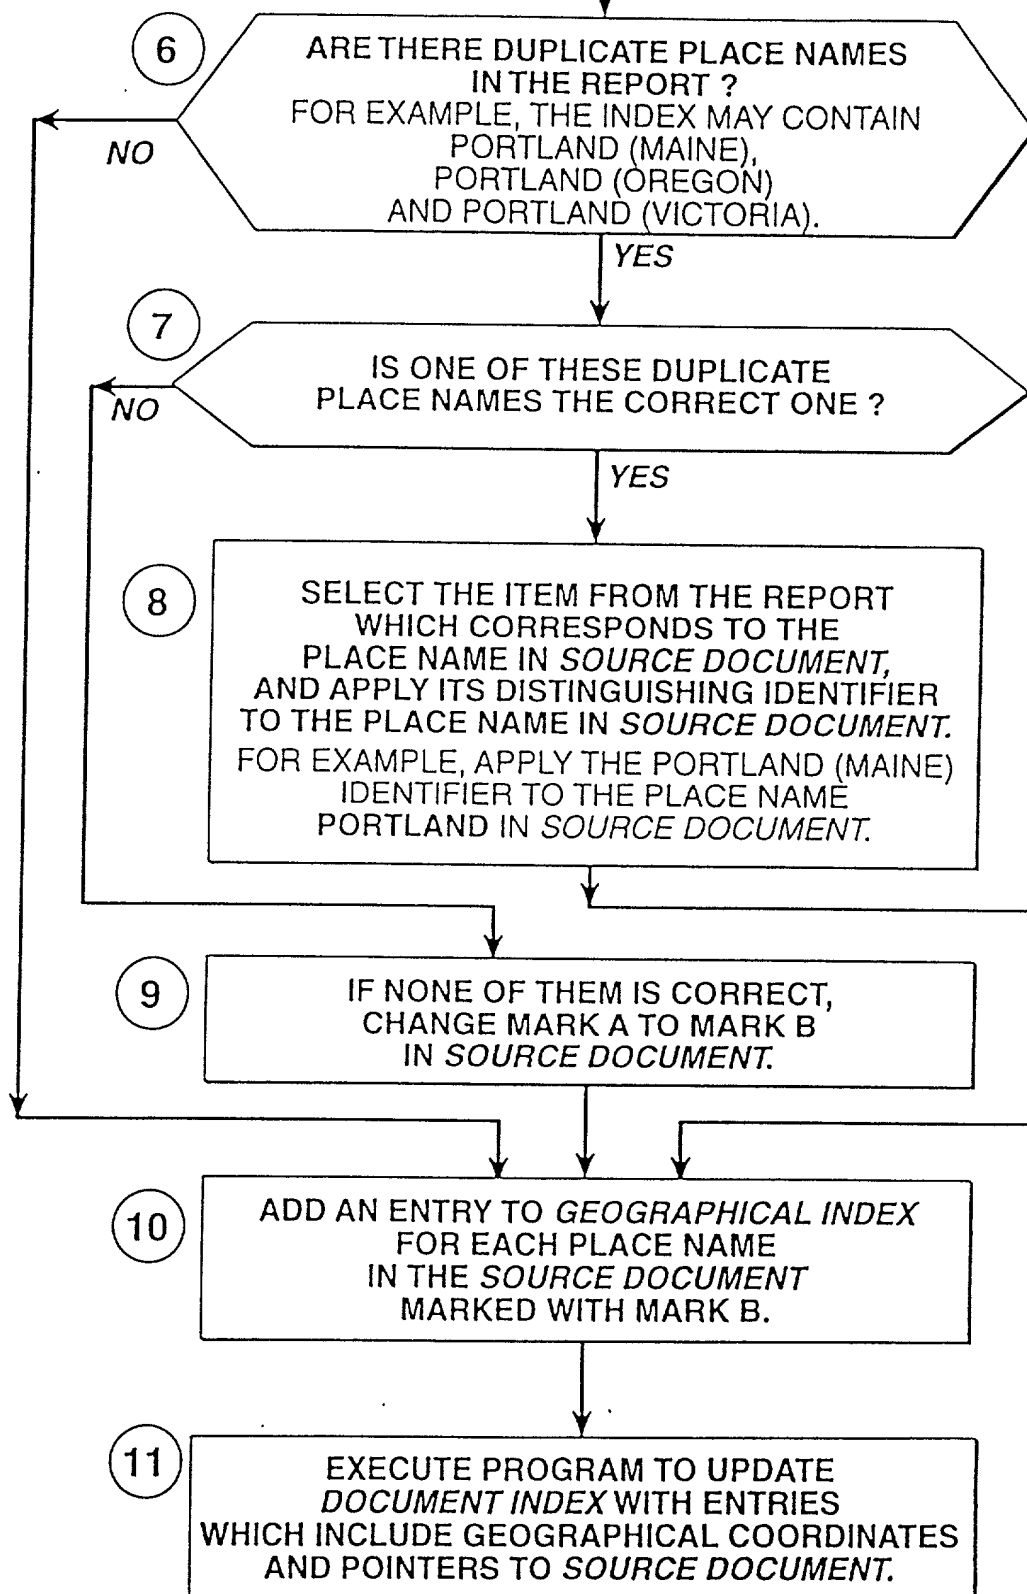 6
ARE THERE DUPLICATE PLACE NAMES
IN THE REPORT ?
FOR EXAMPLE, THE INDEX MAY CONTAIN
PORTLAND (MAINE),
PORTLAND (OREGON)
AND PORTLAND (VICTORIA).
NO
YES
7
IS ONE OF THESE DUPLICATE
PLACE NAMES THE CORRECT ONE ?
NO
YES
8
SELECT THE ITEM FROM THE REPORT
WHICH CORRESPONDS TO THE
PLACE NAME IN SOURCE DOCUMENT,
AND APPLY ITS DISTINGUISHING IDENTIFIER
TO THE PLACE NAME IN SOURCE DOCUMENT.
FOR EXAMPLE, APPLY THE PORTLAND (MAINE)
IDENTIFIER TO THE PLACE NAME
PORTLAND IN SOURCE DOCUMENT.
9
IF NONE OF THEM IS CORRECT,
CHANGE MARK A TO MARK B
IN SOURCE DOCUMENT.
10
ADD AN ENTRY TO GEOGRAPHICAL INDEX
FOR EACH PLACE NAME
IN THE SOURCE DOCUMENT
MARKED WITH MARK B.
11
EXECUTE PROGRAM TO UPDATE
DOCUMENT INDEX WITH ENTRIES
WHICH INCLUDE GEOGRAPHICAL COORDINATES
AND POINTERS TO SOURCE DOCUMENT.